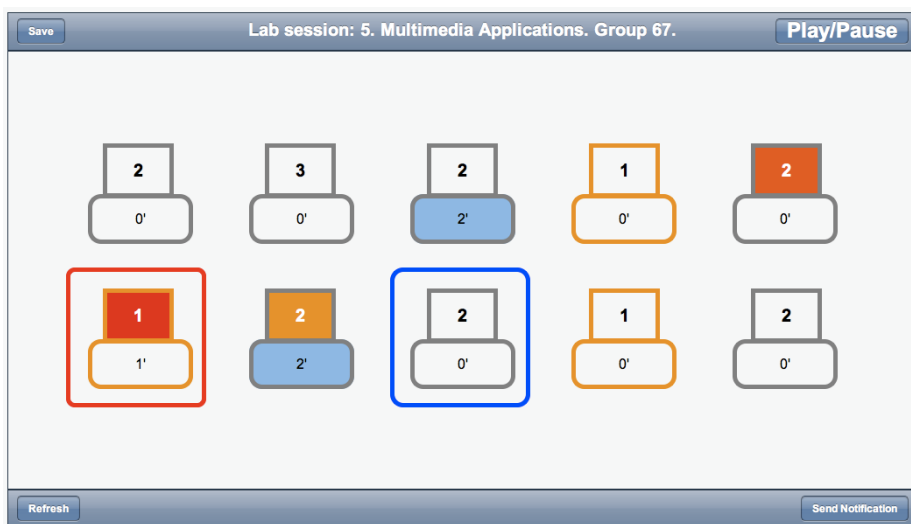 Save Lab session: 5. Multimedia Applications. Group 67. Play/Pause
2 3 2 1 2
0' 0' 2' 0' 0'
1 2 2 1 2
1' 2' 0' 0' 0'
Refresh Send Notification